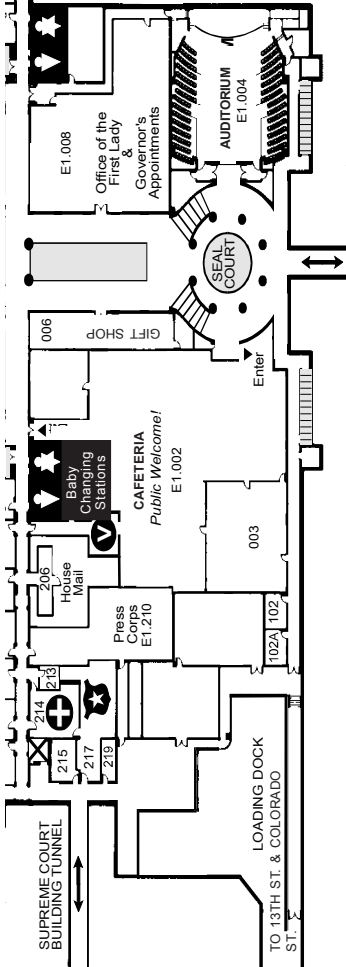 E1.008
Office of the
First Lady
&
Governor's
Appointments
AUDITORIUM
E1.004
SEAL
COURT
006
GIFT SHOP
Enter
Baby
Changing
Stations
CAFETERIA
Public Welcome!
E1.002
V
003
206
House
Mail
Press
Corps
E1.210
102
102A
213
214
215
217
219
SUPREME COURT
BUILDING TUNNEL
LOADING DOCK
TO 13TH ST. & COLORADO
ST.